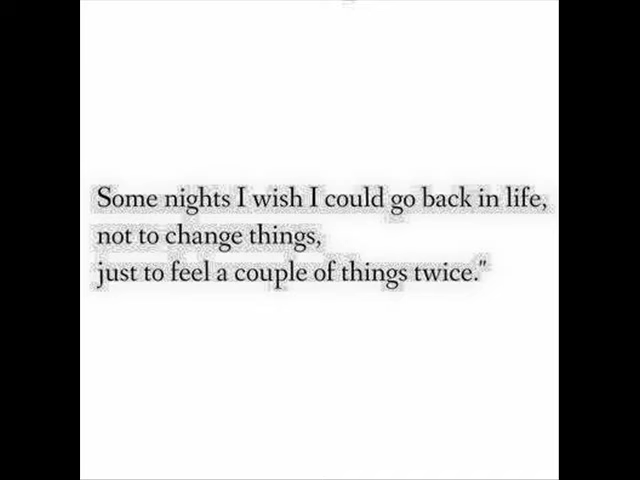 Some nights I wish I could go back in life,
not to change things,
just to feel a couple of things twice."